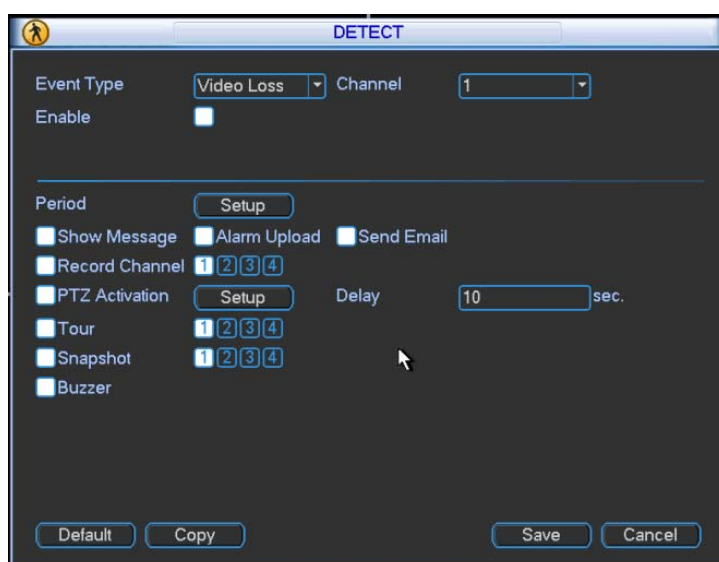 DETECT
Event Type Video Loss Channel 1
Enable
Period Setup
Show Message Alarm Upload Send Email
Record Channel 1 2 3 4
PTZ Activation Setup Delay 10 sec.
Tour 1 2 3 4
Snapshot 1 2 3 4
Buzzer
Default Copy Save Cancel